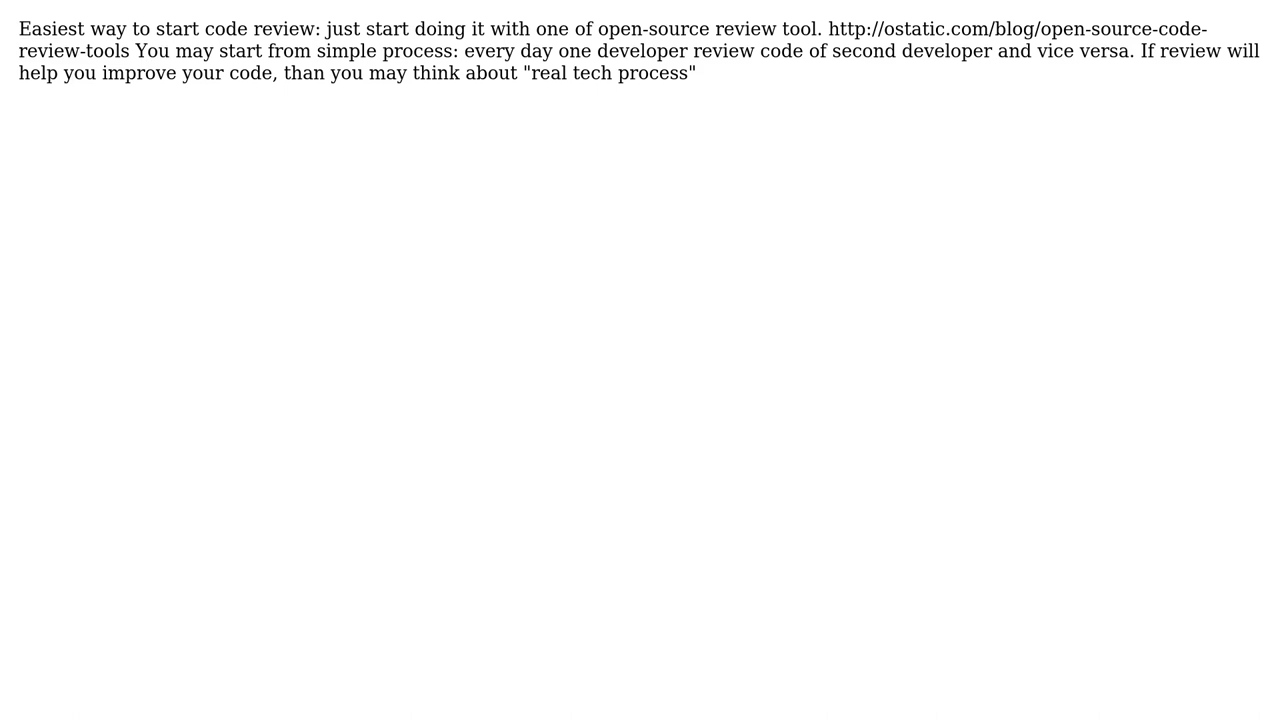 Easiest way to start code review: just start doing it with one of open-source review tool. http://ostatic.com/blog/open-source-code-
review-tools You may start from simple process: every day one developer review code of second developer and vice versa. If review will
help you improve your code, than you may think about "real tech process"